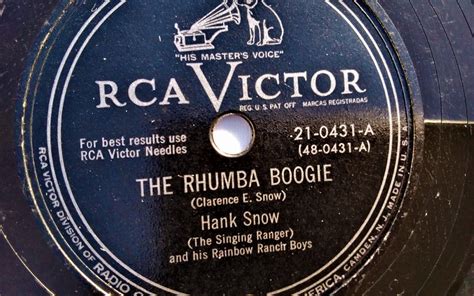 "HIS MASTER'S VOICE"
RCA VICTOR
REG. U.S. PAT. OFF. MARCAS REGISTRADAS
For best results use
RCA Victor Needles
21-0431-A
(48-0431-A)
THE RHUMBA BOOGIE
(Clarence E. Snow)
Hank Snow
(The Singing Ranger)
and his Rainbow Ranch Boys
RCA VICTOR DIVISION OF RADIO CO
AMERICA, CAMDEN, N.J. MADE IN U.S.A.